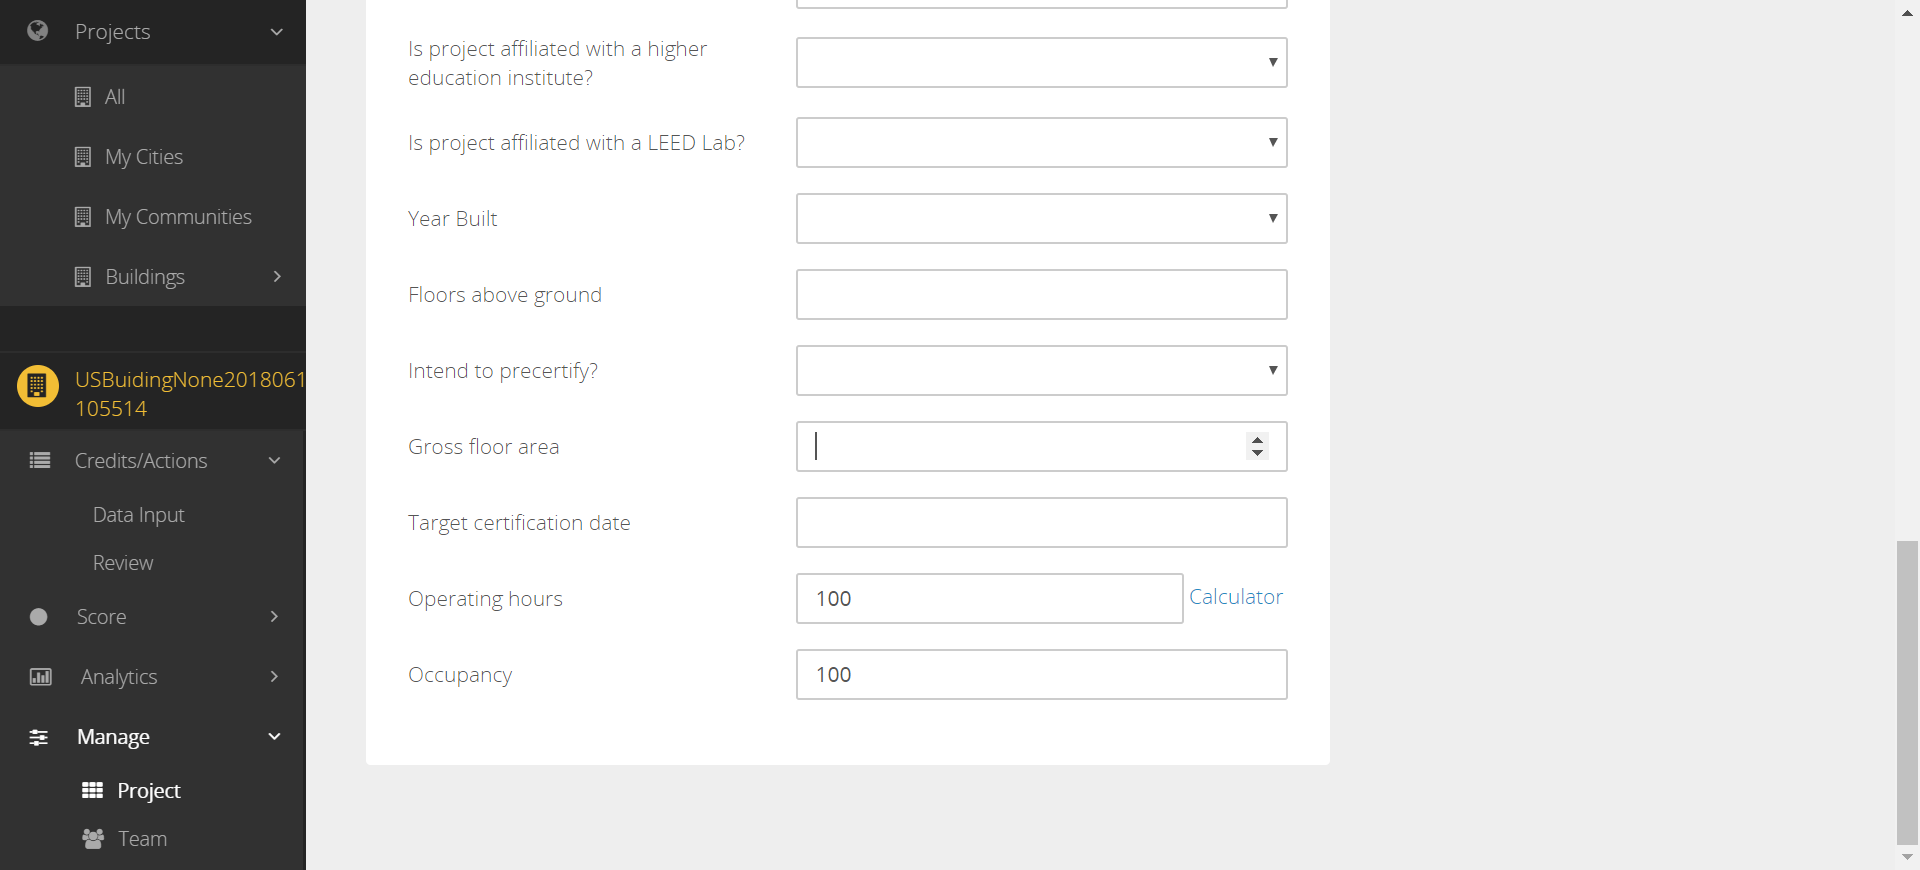 Projects
All
My Cities
My Communities
Buildings
USBuidingNone2018061
105514
Credits/Actions
Data Input
Review
Score
Analytics
Manage
Project
Team
Is project affiliated with a higher
education institute?
Is project affiliated with a LEED Lab?
Year Built
Floors above ground
Intend to precertify?
Gross floor area
Target certification date
Operating hours
100
Calculator
Occupancy
100